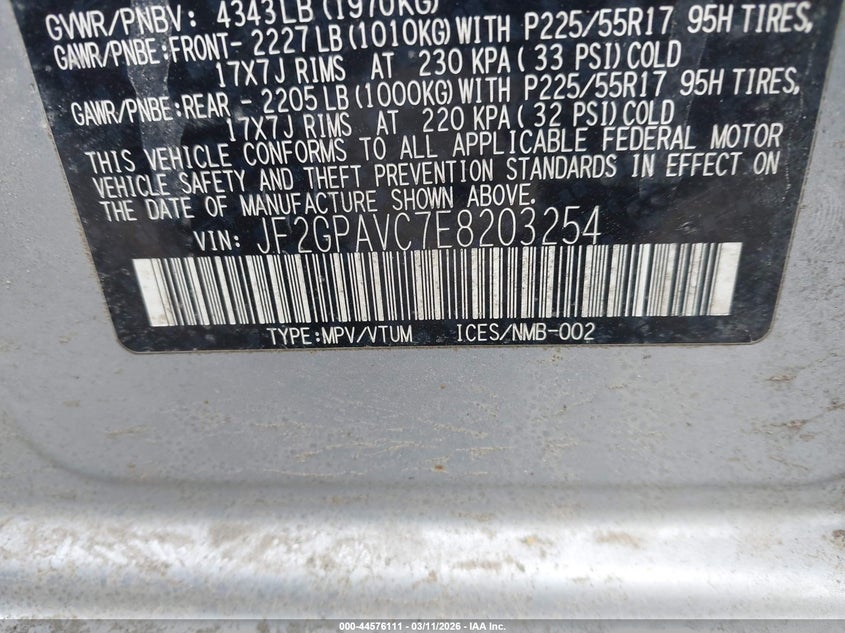 GVWR/PNBV: 4343LB (1970KG)
GAWR/PNBE:FRONT- 2227 LB(1010KG)WITH P225/55R17 95H TIRES,
17X7J RIMS AT 230 KPA(33 PSI)COLD
GAWR/PNBE:REAR - 2205 LB(1000KG)WITH P225/55R17 95H TIRES,
17X7J RIMS AT 220 KPA(32 PSI)COLD
THIS VEHICLE CONFORMS TO ALL APPLICABLE FEDERAL MOTOR
VEHICLE SAFETY AND THEFT PREVENTION STANDARDS IN EFFECT ON
THE DATE OF MANUFACTURE SHOWN ABOVE.
VIN: JF2GPAVC7E8203254
TYPE:MPV/VTUM ICES/NMB-002
000-44576111 — 03/11/2026 — IAA Inc.